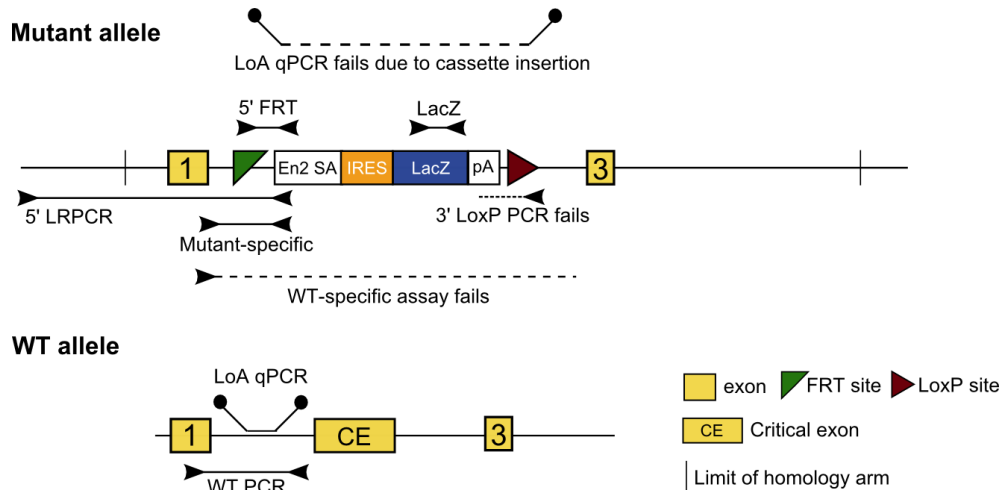 Mutant allele
LoA qPCR fails due to cassette insertion
5' FRT
LacZ
1
En2 SA
IRES
LacZ
pA
3
5' LRPCR
3' LoxP PCR fails
Mutant-specific
WT-specific assay fails
WT allele
LoA qPCR
1
CE
3
WT PCR
exon
FRT site
LoxP site
CE
Critical exon
Limit of homology arm